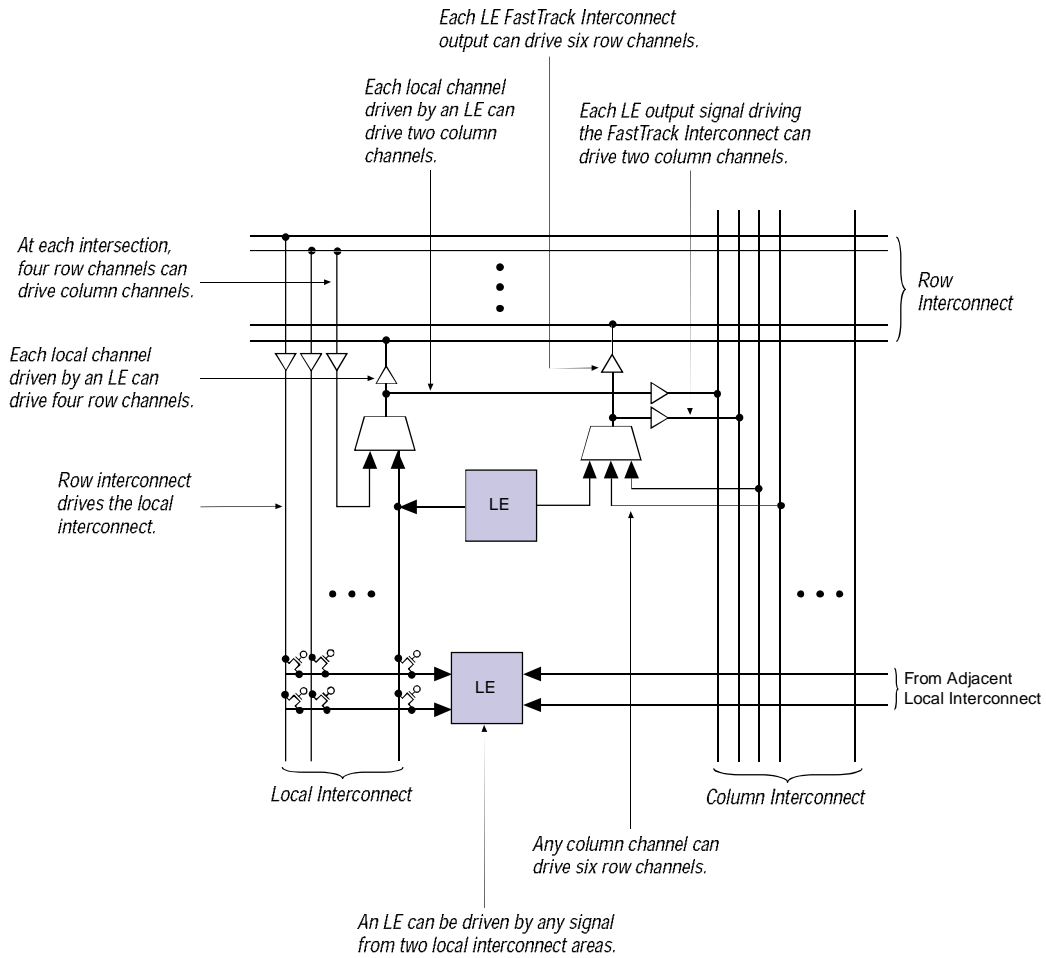 Each LE FastTrack Interconnect
output can drive six row channels.
Each local channel
driven by an LE can
drive two column
channels.
Each LE output signal driving
the FastTrack Interconnect can
drive two column channels.
At each intersection,
four row channels can
drive column channels.
Row
Interconnect
Each local channel
driven by an LE can
drive four row channels.
Row interconnect
drives the local
interconnect.
LE
LE
From Adjacent
Local Interconnect
Local Interconnect
Column Interconnect
Any column channel can
drive six row channels.
An LE can be driven by any signal
from two local interconnect areas.